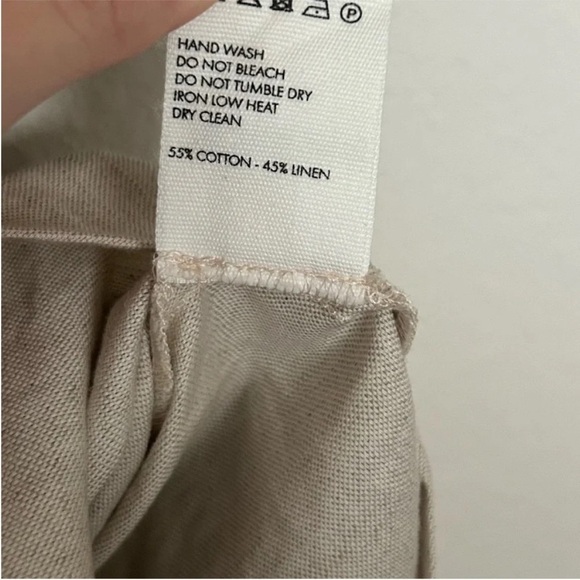 P
HAND WASH
DO NOT BLEACH
DO NOT TUMBLE DRY
IRON LOW HEAT
DRY CLEAN
55% COTTON - 45% LINEN